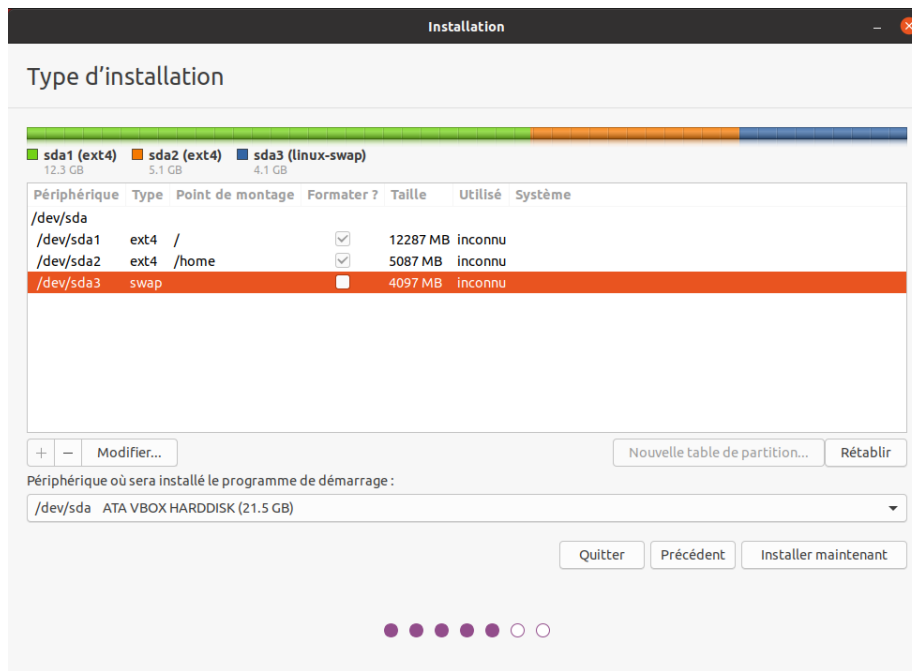 Installation
Type d’installation
sda1 (ext4) sda2 (ext4) sda3 (linux-swap)
12.3 GB 5.1 GB 4.1 GB
Périphérique Type Point de montage Formater ? Taille Utilisé Système
/dev/sda
/dev/sda1 ext4 / 12287 MB inconnu
/dev/sda2 ext4 /home 5087 MB inconnu
/dev/sda3 swap 4097 MB inconnu
+ − Modifier... Nouvelle table de partition... Rétablir
Périphérique où sera installé le programme de démarrage :
/dev/sda ATA VBOX HARDDISK (21.5 GB)
Quitter Précédent Installer maintenant